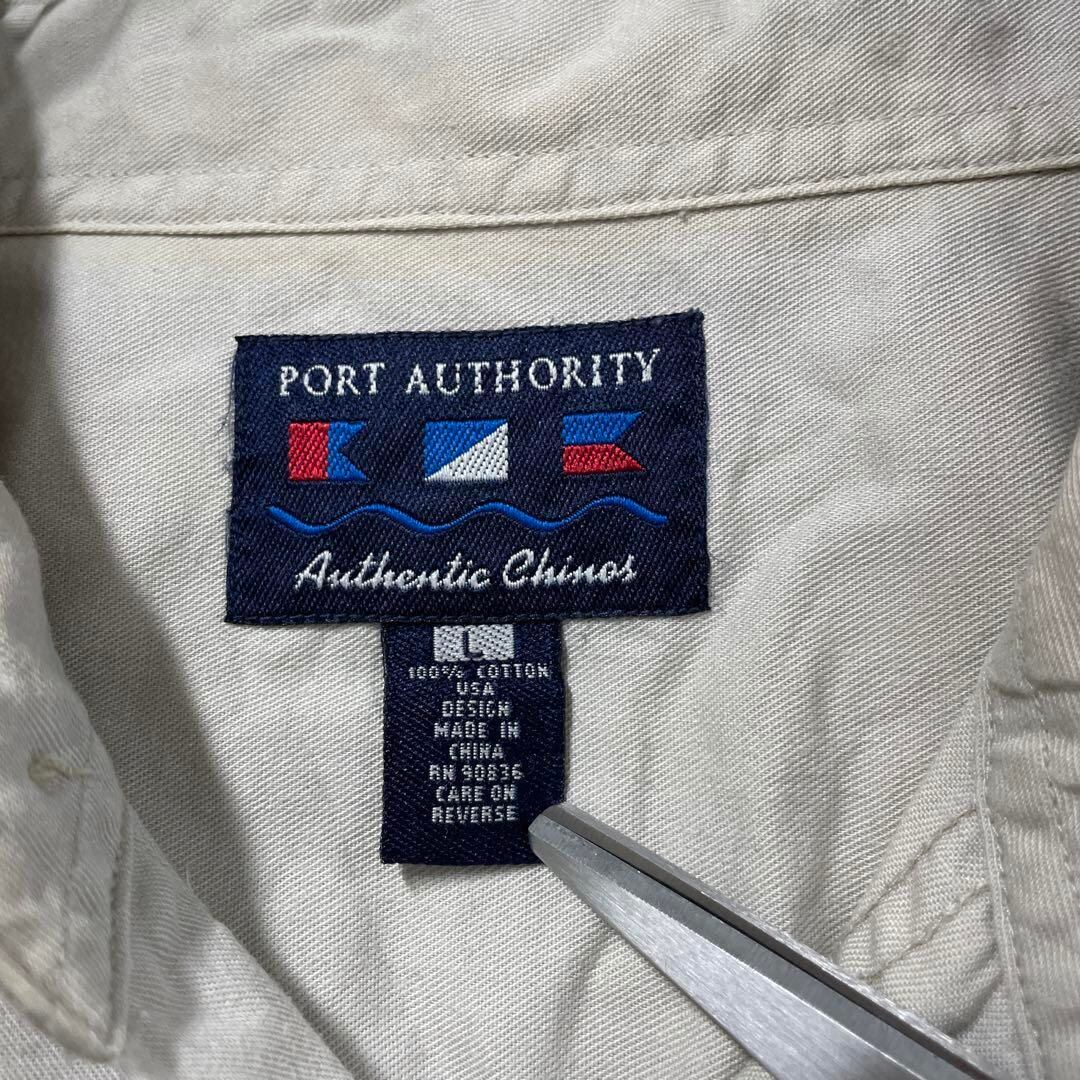 PORT AUTHORITY
Authentic Chinos
L
100% COTTON
USA
DESIGN
MADE IN
CHINA
RN 90836
CARE ON
REVERSE